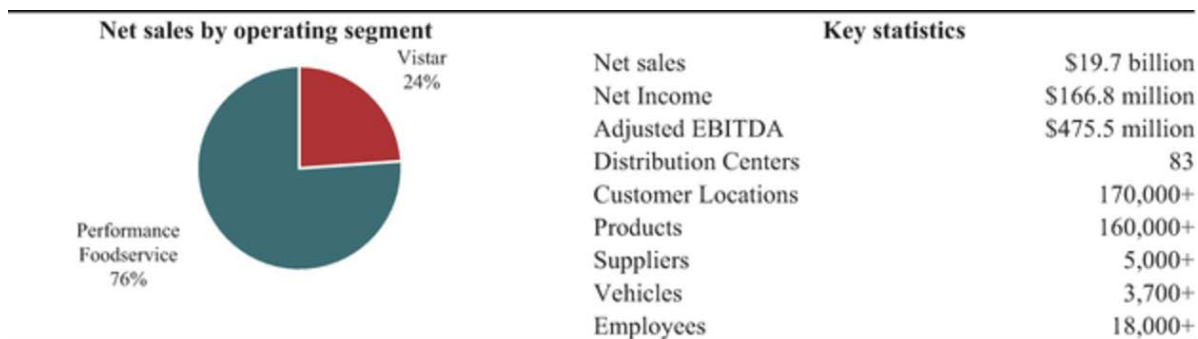 Net sales by operating segment
Vistar
24%
Performance
Foodservice
76%
Key statistics
Net sales $19.7 billion
Net Income $166.8 million
Adjusted EBITDA $475.5 million
Distribution Centers 83
Customer Locations 170,000+
Products 160,000+
Suppliers 5,000+
Vehicles 3,700+
Employees 18,000+